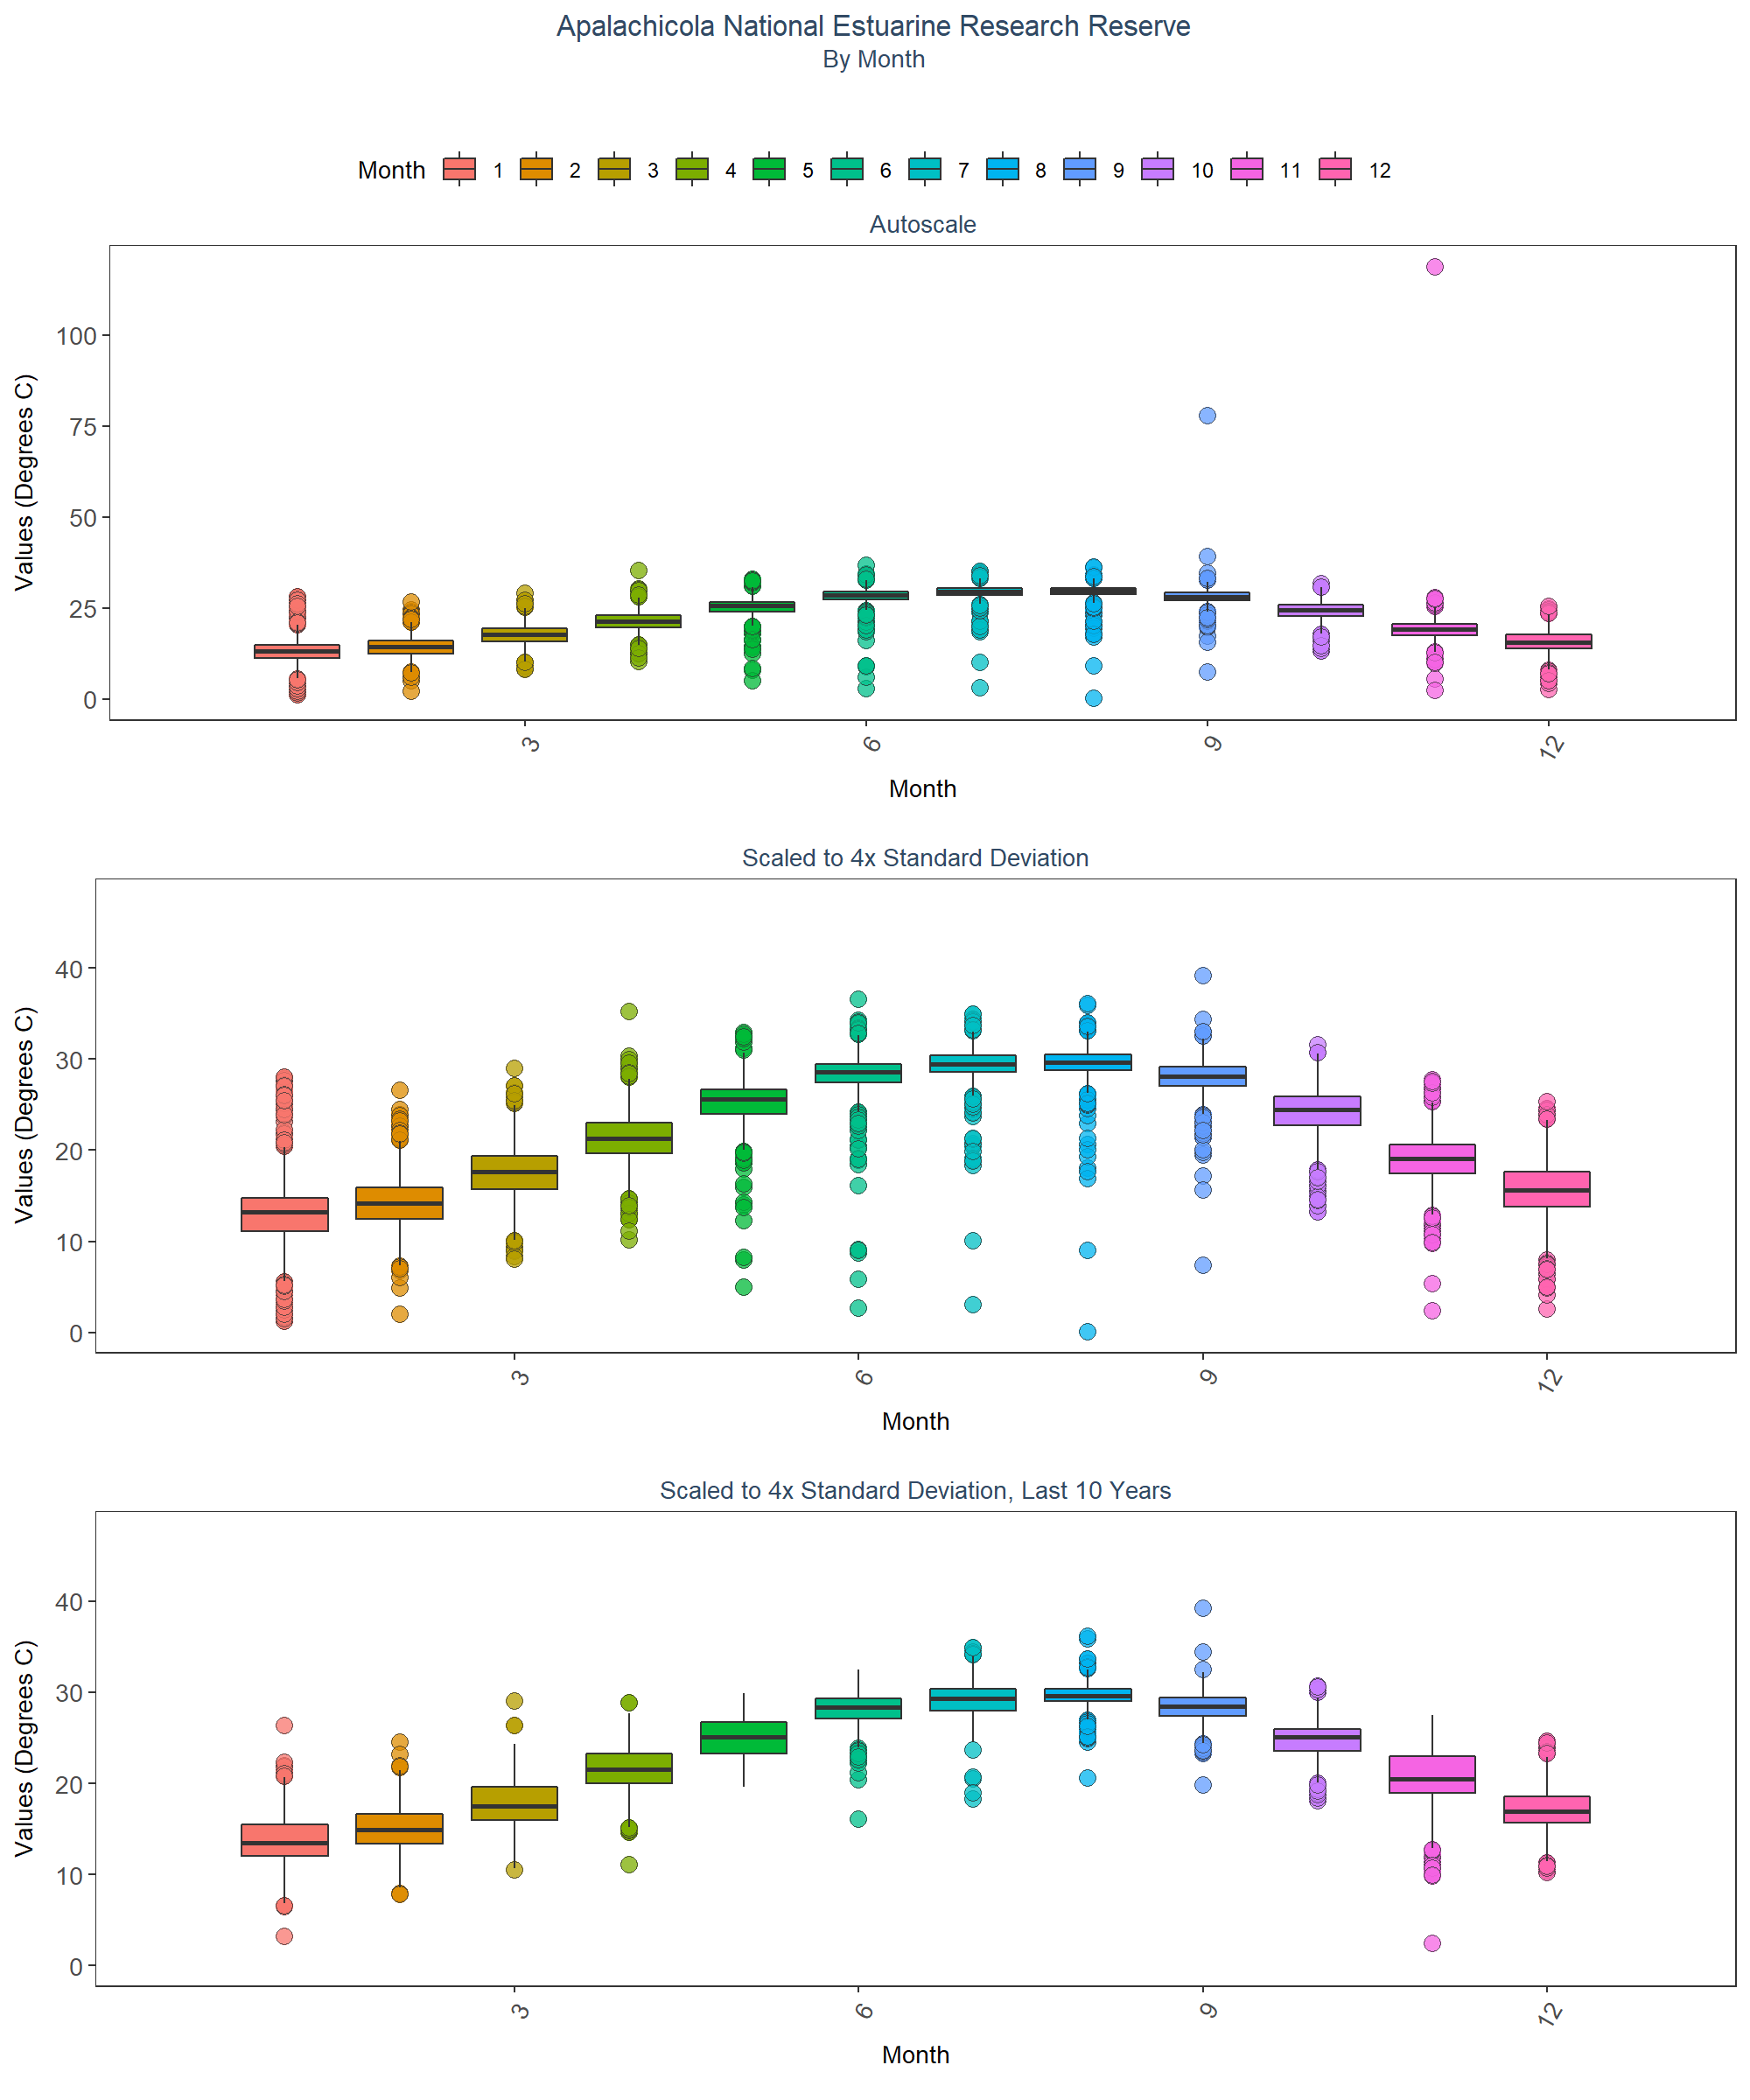 Apalachicola National Estuarine Research Reserve
By Month
Month 1 2 3 4 5 6 7 8 9 10 11 12
Autoscale
Values (Degrees C)
100
75
50
25
0
3 6 9 12
Month
Scaled to 4x Standard Deviation
Values (Degrees C)
40
30
20
10
0
3 6 9 12
Month
Scaled to 4x Standard Deviation, Last 10 Years
Values (Degrees C)
40
30
20
10
0
3 6 9 12
Month